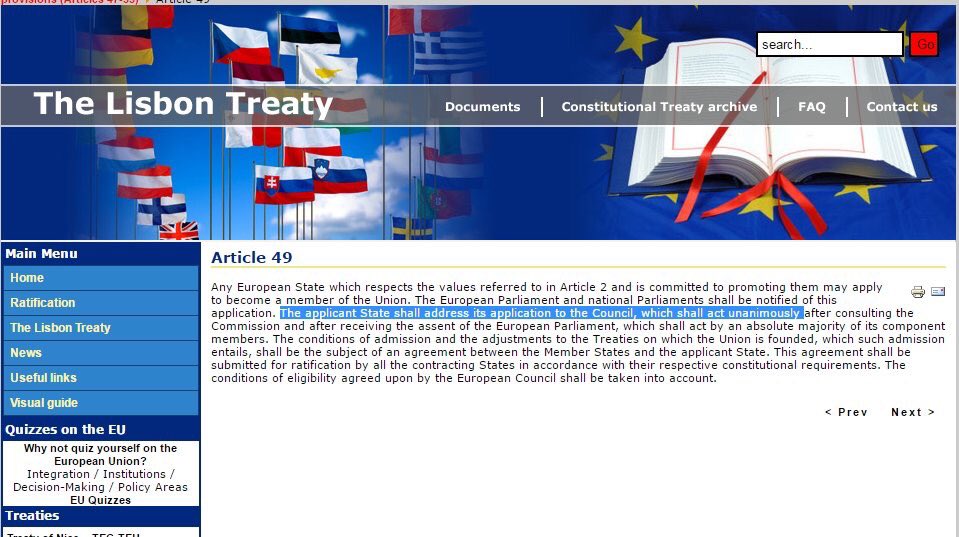 provisions (Articles 47-55) Article 49
search... Go
The Lisbon Treaty
Documents Constitutional Treaty archive FAQ Contact us
Main Menu
Home
Ratification
The Lisbon Treaty
News
Useful links
Visual guide
Quizzes on the EU
Why not quiz yourself on the
European Union?
Integration / Institutions /
Decision-Making / Policy Areas
EU Quizzes
Treaties
Article 49
Any European State which respects the values referred to in Article 2 and is committed to promoting them may apply
to become a member of the Union. The European Parliament and national Parliaments shall be notified of this
application. The applicant State shall address its application to the Council, which shall act unanimously after consulting the
Commission and after receiving the assent of the European Parliament, which shall act by an absolute majority of its component
members. The conditions of admission and the adjustments to the Treaties on which the Union is founded, which such admission
entails, shall be the subject of an agreement between the Member States and the applicant State. This agreement shall be
submitted for ratification by all the contracting States in accordance with their respective constitutional requirements. The
conditions of eligibility agreed upon by the European Council shall be taken into account.
< Prev Next >